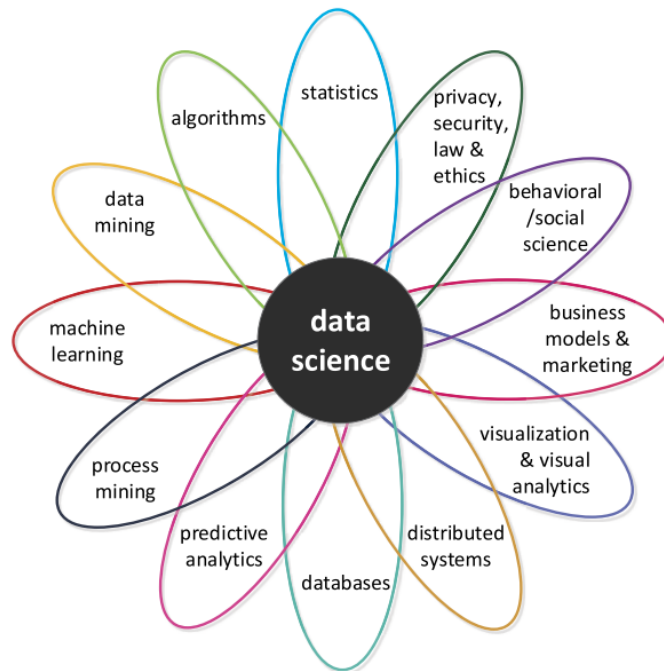 statistics
privacy,
security,
law &
ethics
behavioral
/social
science
business
models &
marketing
visualization
& visual
analytics
distributed
systems
databases
predictive
analytics
process
mining
machine
learning
data
mining
algorithms
data
science